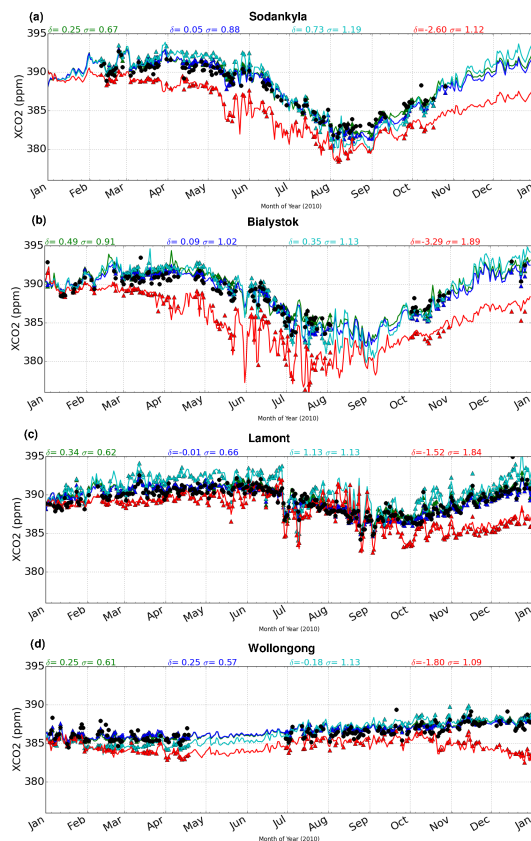 (a) Sodankyla
δ= 0.25 σ= 0.67 δ= 0.05 σ= 0.88 δ= 0.73 σ= 1.19 δ=-2.60 σ= 1.12
395
390
385
380
XCO2 (ppm)
Jan Feb Mar Apr May Jun Jul Aug Sep Oct Nov Dec Jan
Month of Year (2010)
(b) Bialystok
δ= 0.49 σ= 0.91 δ= 0.09 σ= 1.02 δ= 0.35 σ= 1.13 δ=-3.29 σ= 1.89
395
390
385
380
XCO2 (ppm)
Jan Feb Mar Apr May Jun Jul Aug Sep Oct Nov Dec Jan
Month of Year (2010)
(c) Lamont
δ= 0.34 σ= 0.62 δ=-0.01 σ= 0.66 δ= 1.13 σ= 1.13 δ=-1.52 σ= 1.84
395
390
385
380
XCO2 (ppm)
Jan Feb Mar Apr May Jun Jul Aug Sep Oct Nov Dec Jan
Month of Year (2010)
(d) Wollongong
δ= 0.25 σ= 0.61 δ= 0.25 σ= 0.57 δ=-0.18 σ= 1.13 δ=-1.80 σ= 1.09
395
390
385
380
XCO2 (ppm)
Jan Feb Mar Apr May Jun Jul Aug Sep Oct Nov Dec Jan
Month of Year (2010)